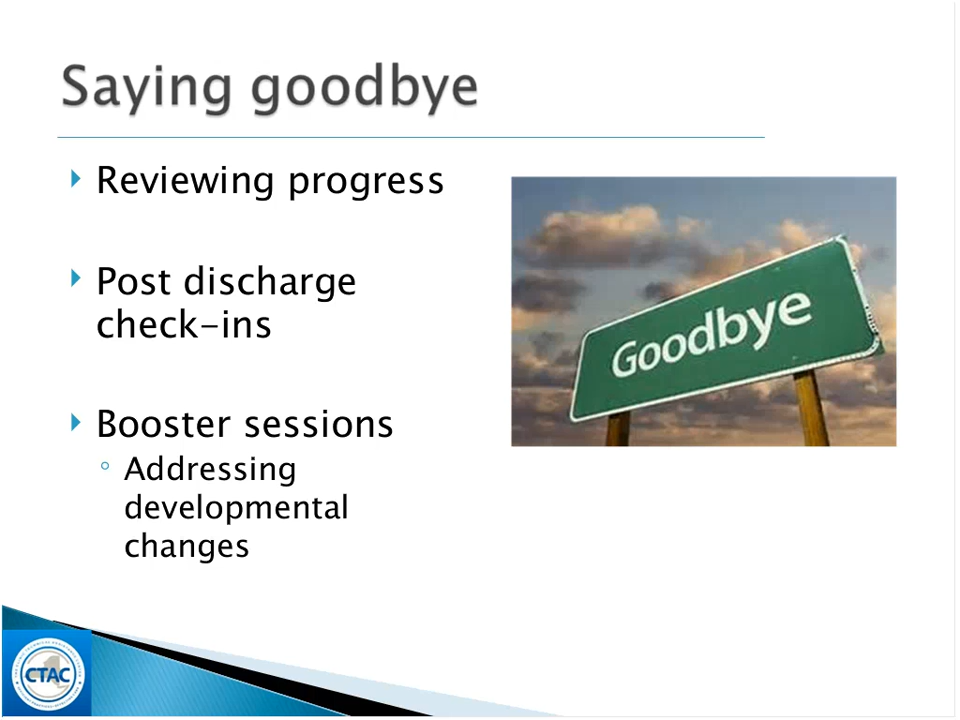 Saying goodbye
Reviewing progress
Post discharge
check-ins
Booster sessions
Addressing
developmental
changes
Goodbye
CTAC